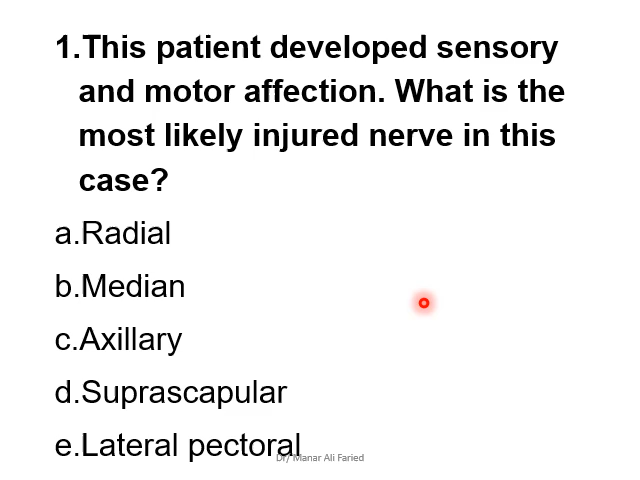 1.This patient developed sensory
and motor affection. What is the
most likely injured nerve in this
case?
a.Radial
b.Median
c.Axillary
d.Suprascapular
e.Lateral pectoral
Dr/ Manar Ali Faried